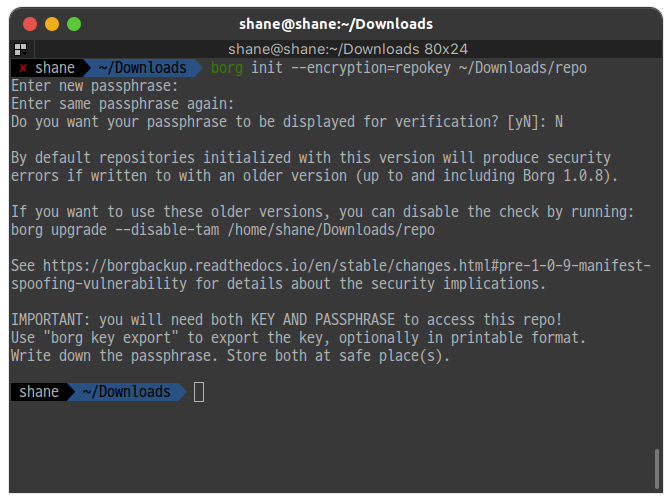 shane@shane:~/Downloads
shane@shane:~/Downloads 80x24
✘ shane ~/Downloads borg init --encryption=repokey ~/Downloads/repo
Enter new passphrase:
Enter same passphrase again:
Do you want your passphrase to be displayed for verification? [yN]: N
By default repositories initialized with this version will produce security
errors if written to with an older version (up to and including Borg 1.0.8).
If you want to use these older versions, you can disable the check by running:
borg upgrade --disable-tam /home/shane/Downloads/repo
See https://borgbackup.readthedocs.io/en/stable/changes.html#pre-1-0-9-manifest-
spoofing-vulnerability for details about the security implications.
IMPORTANT: you will need both KEY AND PASSPHRASE to access this repo!
Use "borg key export" to export the key, optionally in printable format.
Write down the passphrase. Store both at safe place(s).
shane ~/Downloads